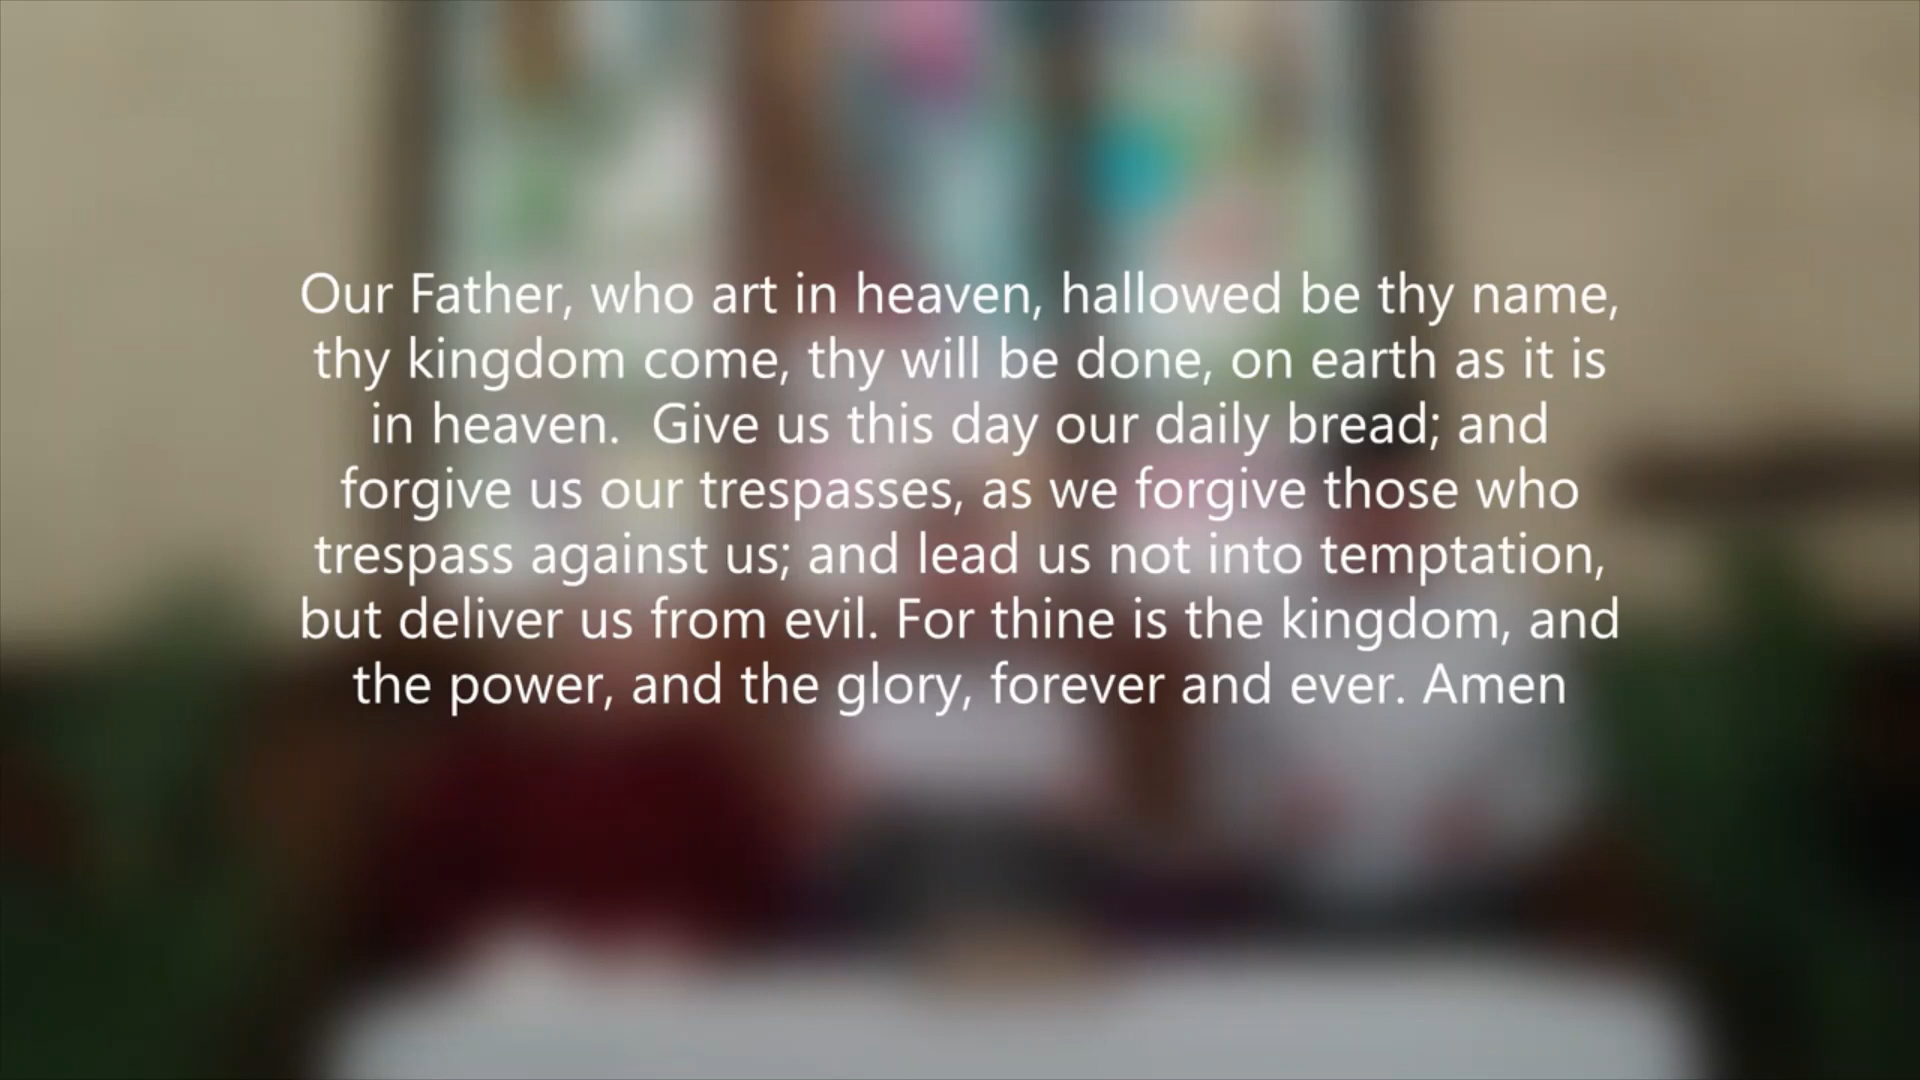 Our Father, who art in heaven, hallowed be thy name,
thy kingdom come, thy will be done, on earth as it is
in heaven.  Give us this day our daily bread; and
forgive us our trespasses, as we forgive those who
trespass against us; and lead us not into temptation,
but deliver us from evil. For thine is the kingdom, and
the power, and the glory, forever and ever. Amen